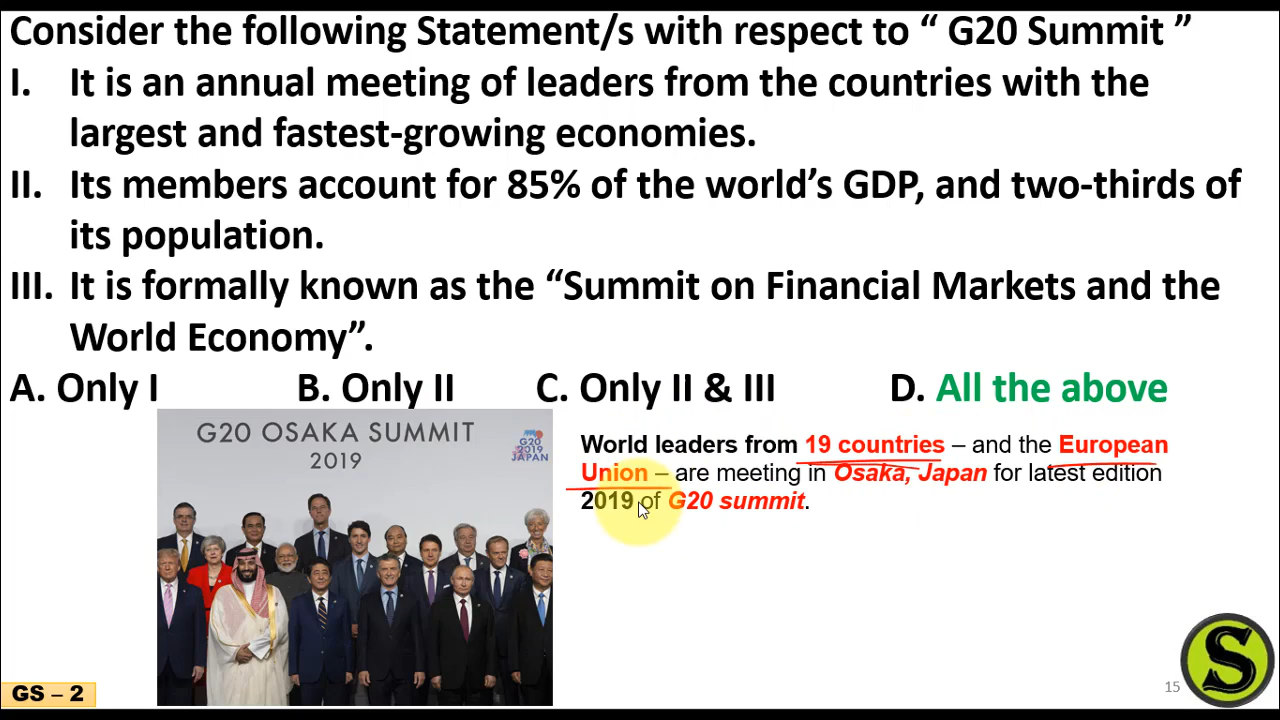 Consider the following Statement/s with respect to “ G20 Summit ”
I. It is an annual meeting of leaders from the countries with the
largest and fastest-growing economies.
II. Its members account for 85% of the world’s GDP, and two-thirds of
its population.
III. It is formally known as the “Summit on Financial Markets and the
World Economy”.
A. Only I B. Only II C. Only II & III D. All the above
G20 OSAKA SUMMIT
2019
G20
2019
JAPAN
World leaders from 19 countries – and the European
Union – are meeting in Osaka, Japan for latest edition
2019 of G20 summit.
GS – 2
15
S